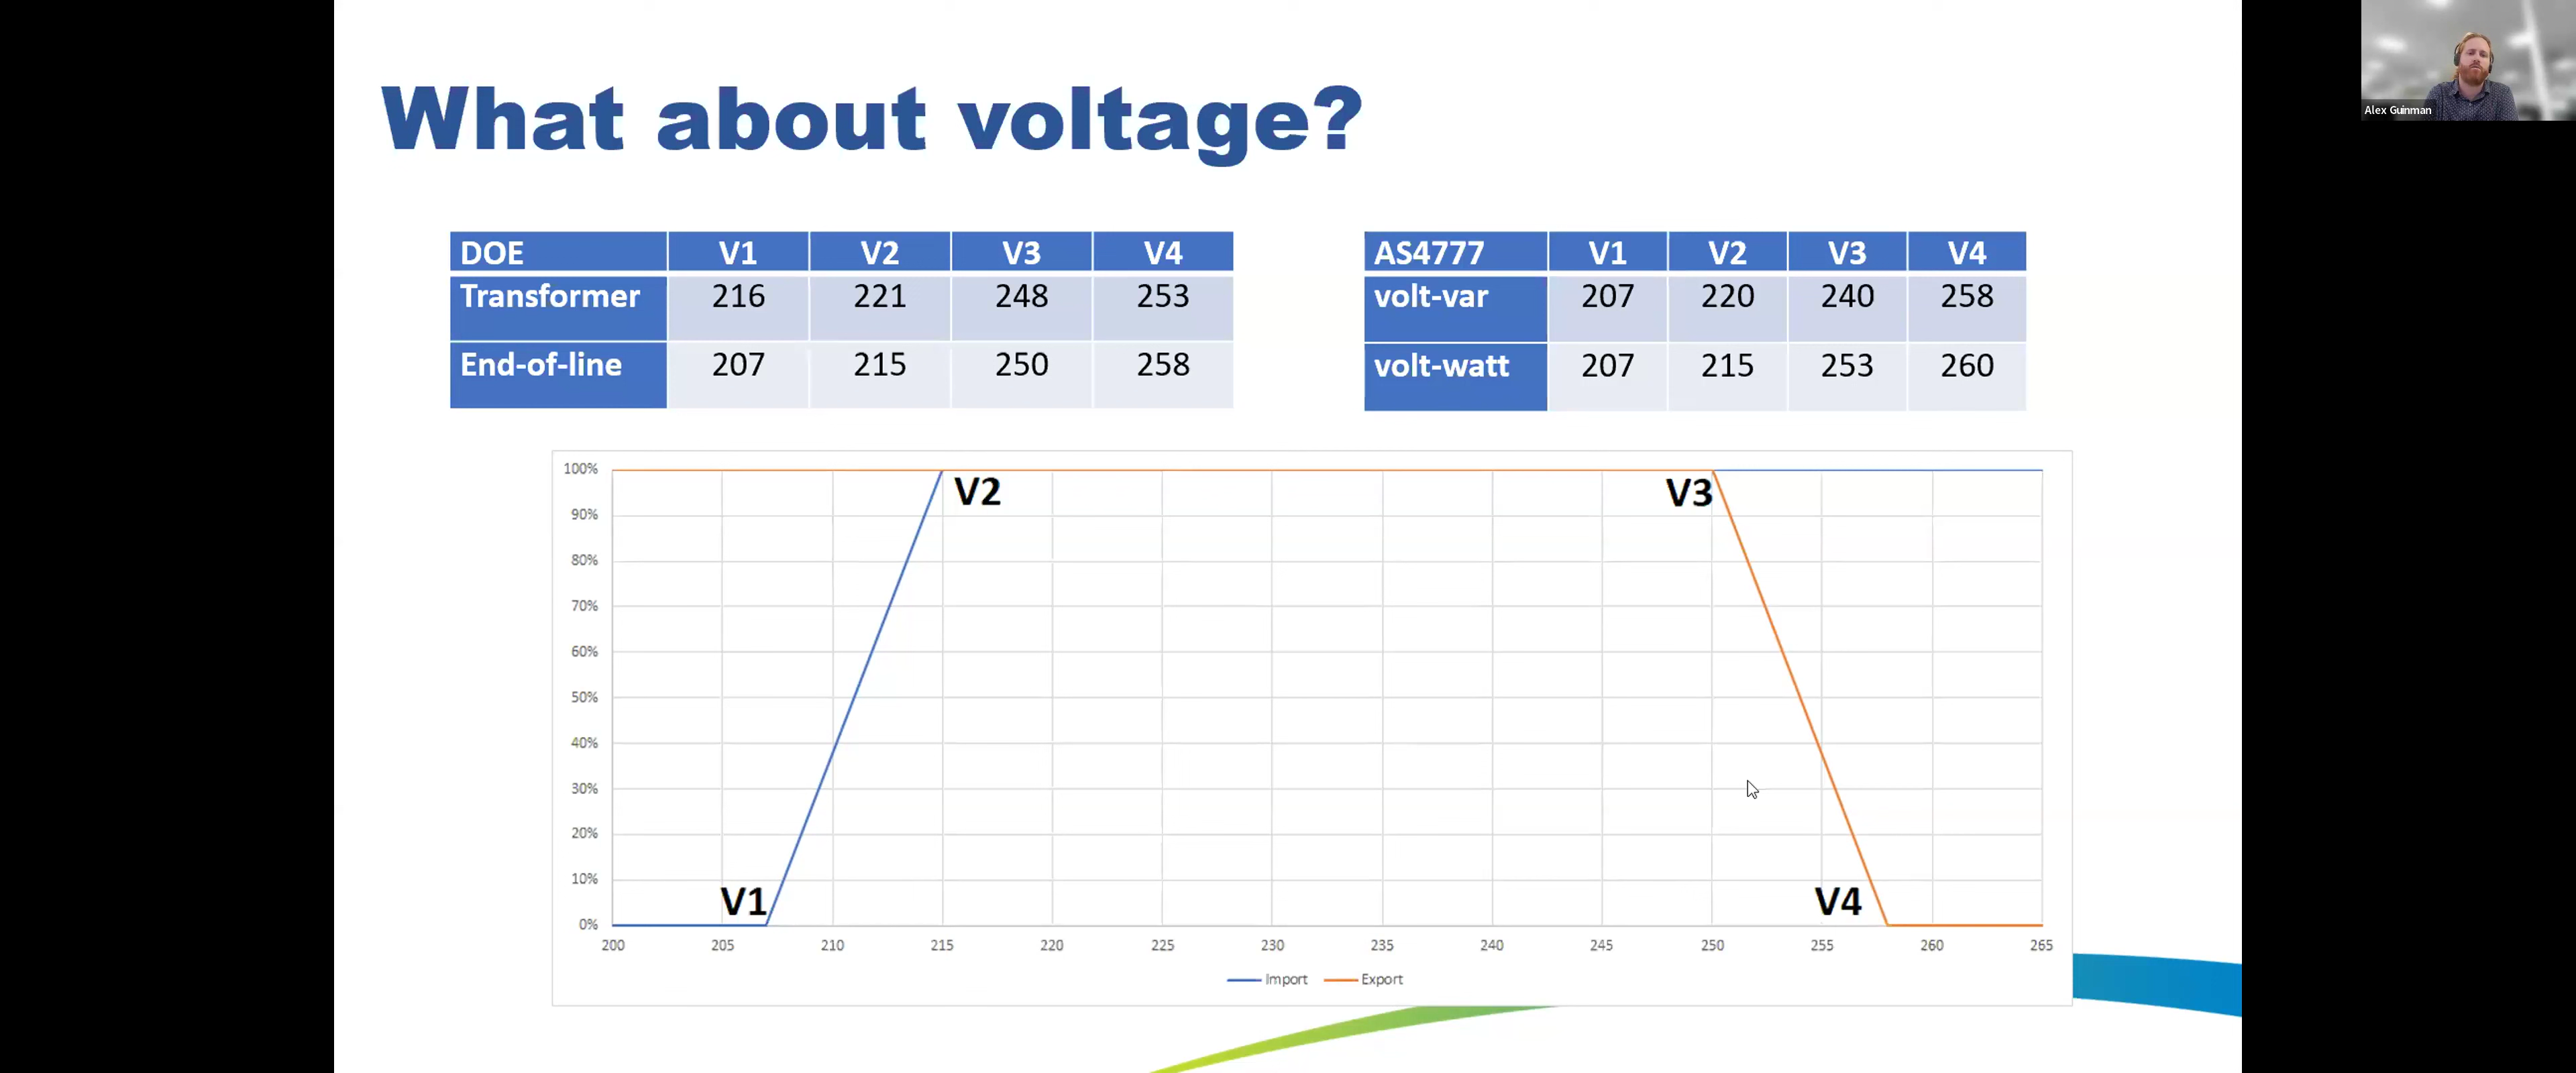 What about voltage?
Alex Guinman
DOE V1 V2 V3 V4
Transformer 216 221 248 253
End-of-line 207 215 250 258
AS4777 V1 V2 V3 V4
volt-var 207 220 240 258
volt-watt 207 215 253 260
100%
90%
80%
70%
60%
50%
40%
30%
20%
10%
0%
V2
V3
V1
V4
200 205 210 215 220 225 230 235 240 245 250 255 260 265
Import Export